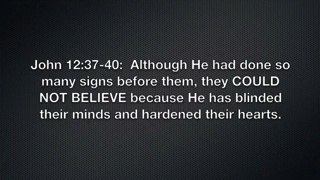 John 12:37-40:  Although He had done so
many signs before them, they COULD
NOT BELIEVE because He has blinded
their minds and hardened their hearts.